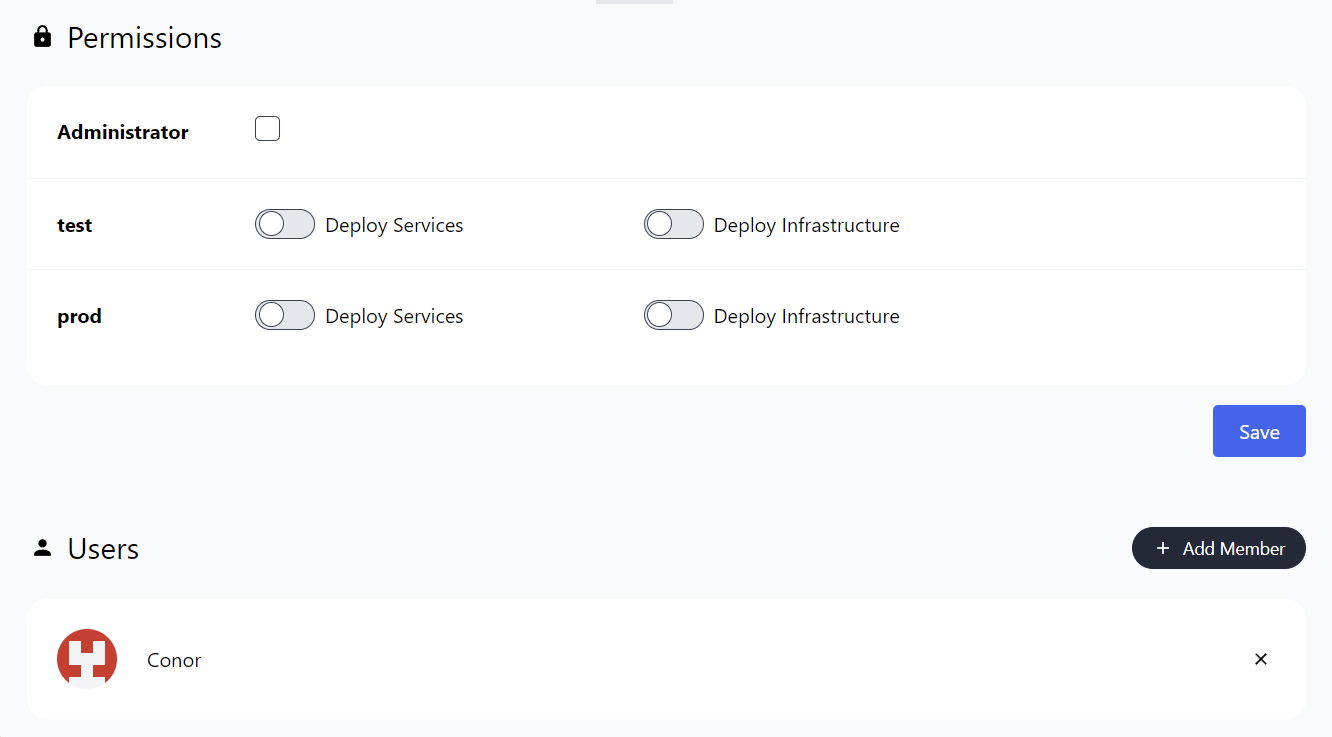 Permissions
Administrator
test Deploy Services Deploy Infrastructure
prod Deploy Services Deploy Infrastructure
Save
Users + Add Member
Conor